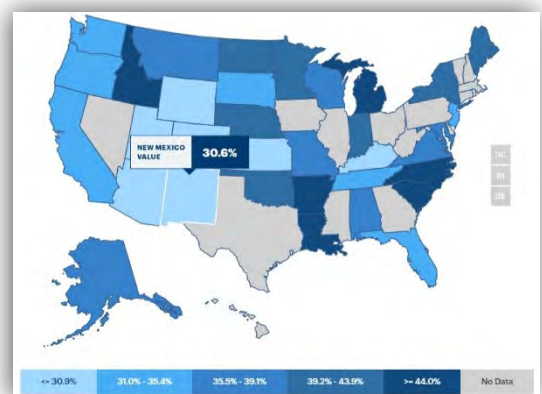 NEW MEXICO
VALUE
30.6%
<= 30.9%
31.0% - 35.4%
35.5% - 39.1%
39.2% - 43.9%
>= 44.0%
No Data